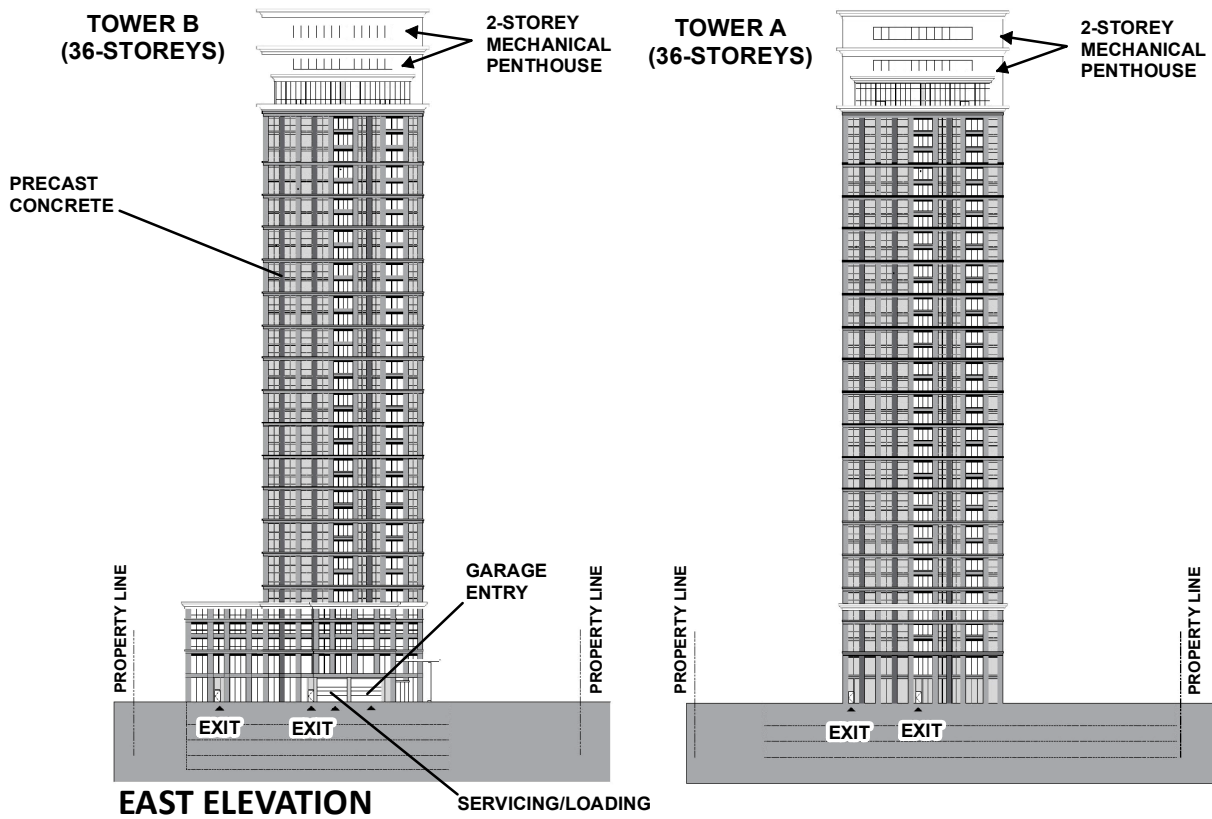 TOWER B
(36-STOREYS)
2-STOREY
MECHANICAL
PENTHOUSE
TOWER A
(36-STOREYS)
2-STOREY
MECHANICAL
PENTHOUSE
PRECAST
CONCRETE
GARAGE
ENTRY
PROPERTY LINE
PROPERTY LINE
PROPERTY LINE
PROPERTY LINE
EXIT
EXIT
EXIT
EXIT
EAST ELEVATION
SERVICING/LOADING